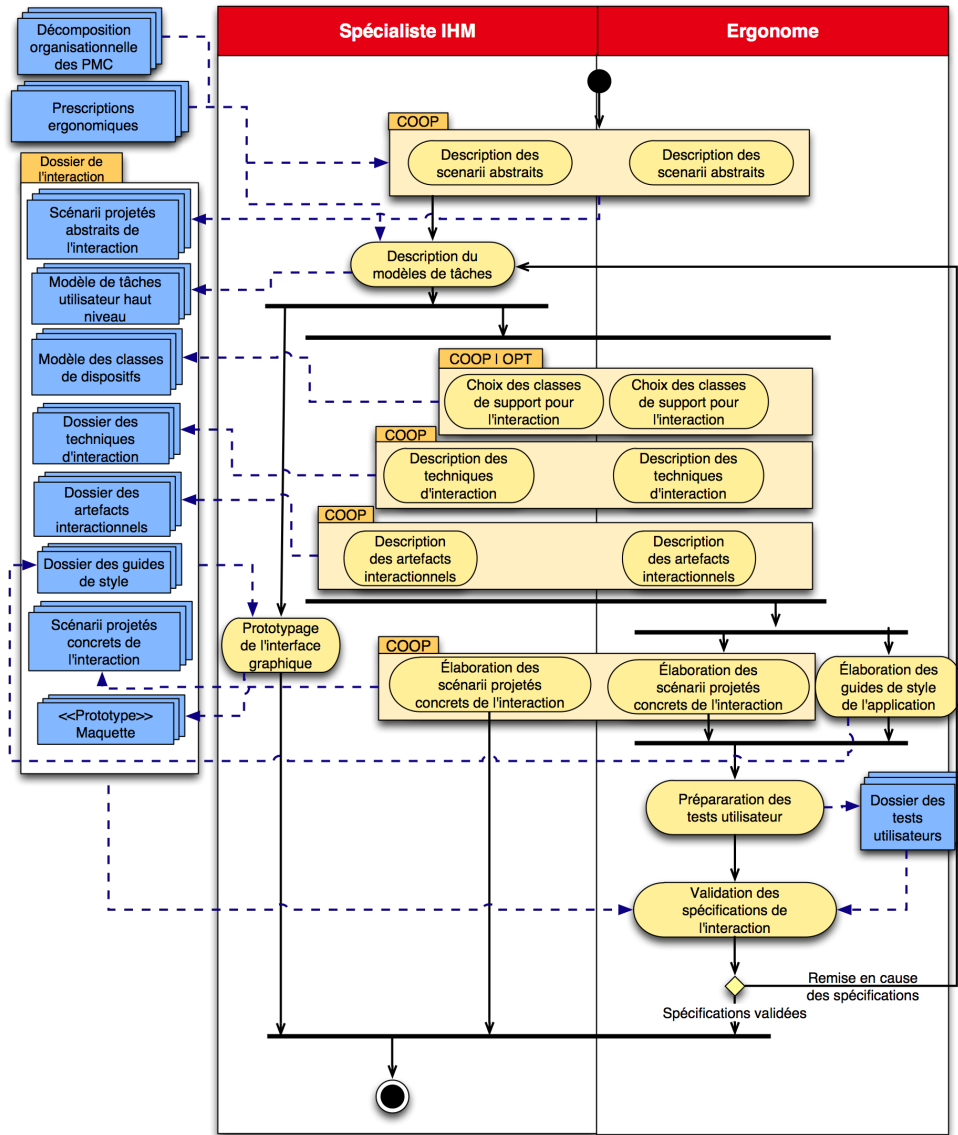 Décomposition
organisationnelle
des PMC
Prescriptions
ergonomiques
Spécialiste IHM
Ergonome
COOP
Description des
scenarii abstraits
Description des
scenarii abstraits
Dossier de
l'interaction
Scénarii projetés
abstraits de
l'interaction
Description du
modèles de tâches
Modèle de tâches
utilisateur haut
niveau
Modèle des classes
de dispositfs
COOP | OPT
Choix des classes
de support pour
l'interaction
Choix des classes
de support pour
l'interaction
Dossier des
techniques
d'interaction
COOP
Description des
techniques
d'interaction
Description des
techniques
d'interaction
Dossier des
artefacts
interactionnels
COOP
Description
des artefacts
interactionnels
Description
des artefacts
interactionnels
Dossier des guides
de style
Scénarii projetés
concrets de
l'interaction
Prototypage
de l'interface
graphique
COOP
Élaboration des
scénarii projetés
concrets de l'interaction
Élaboration des
scénarii projetés
concrets de l'interaction
Élaboration des
guides de style
de l'application
<<Prototype>>
Maquette
Prépararation des
tests utilisateur
Dossier des
tests
utilisateurs
Validation des
spécifications de
l'interaction
Remise en cause
des spécifications
Spécifications validées